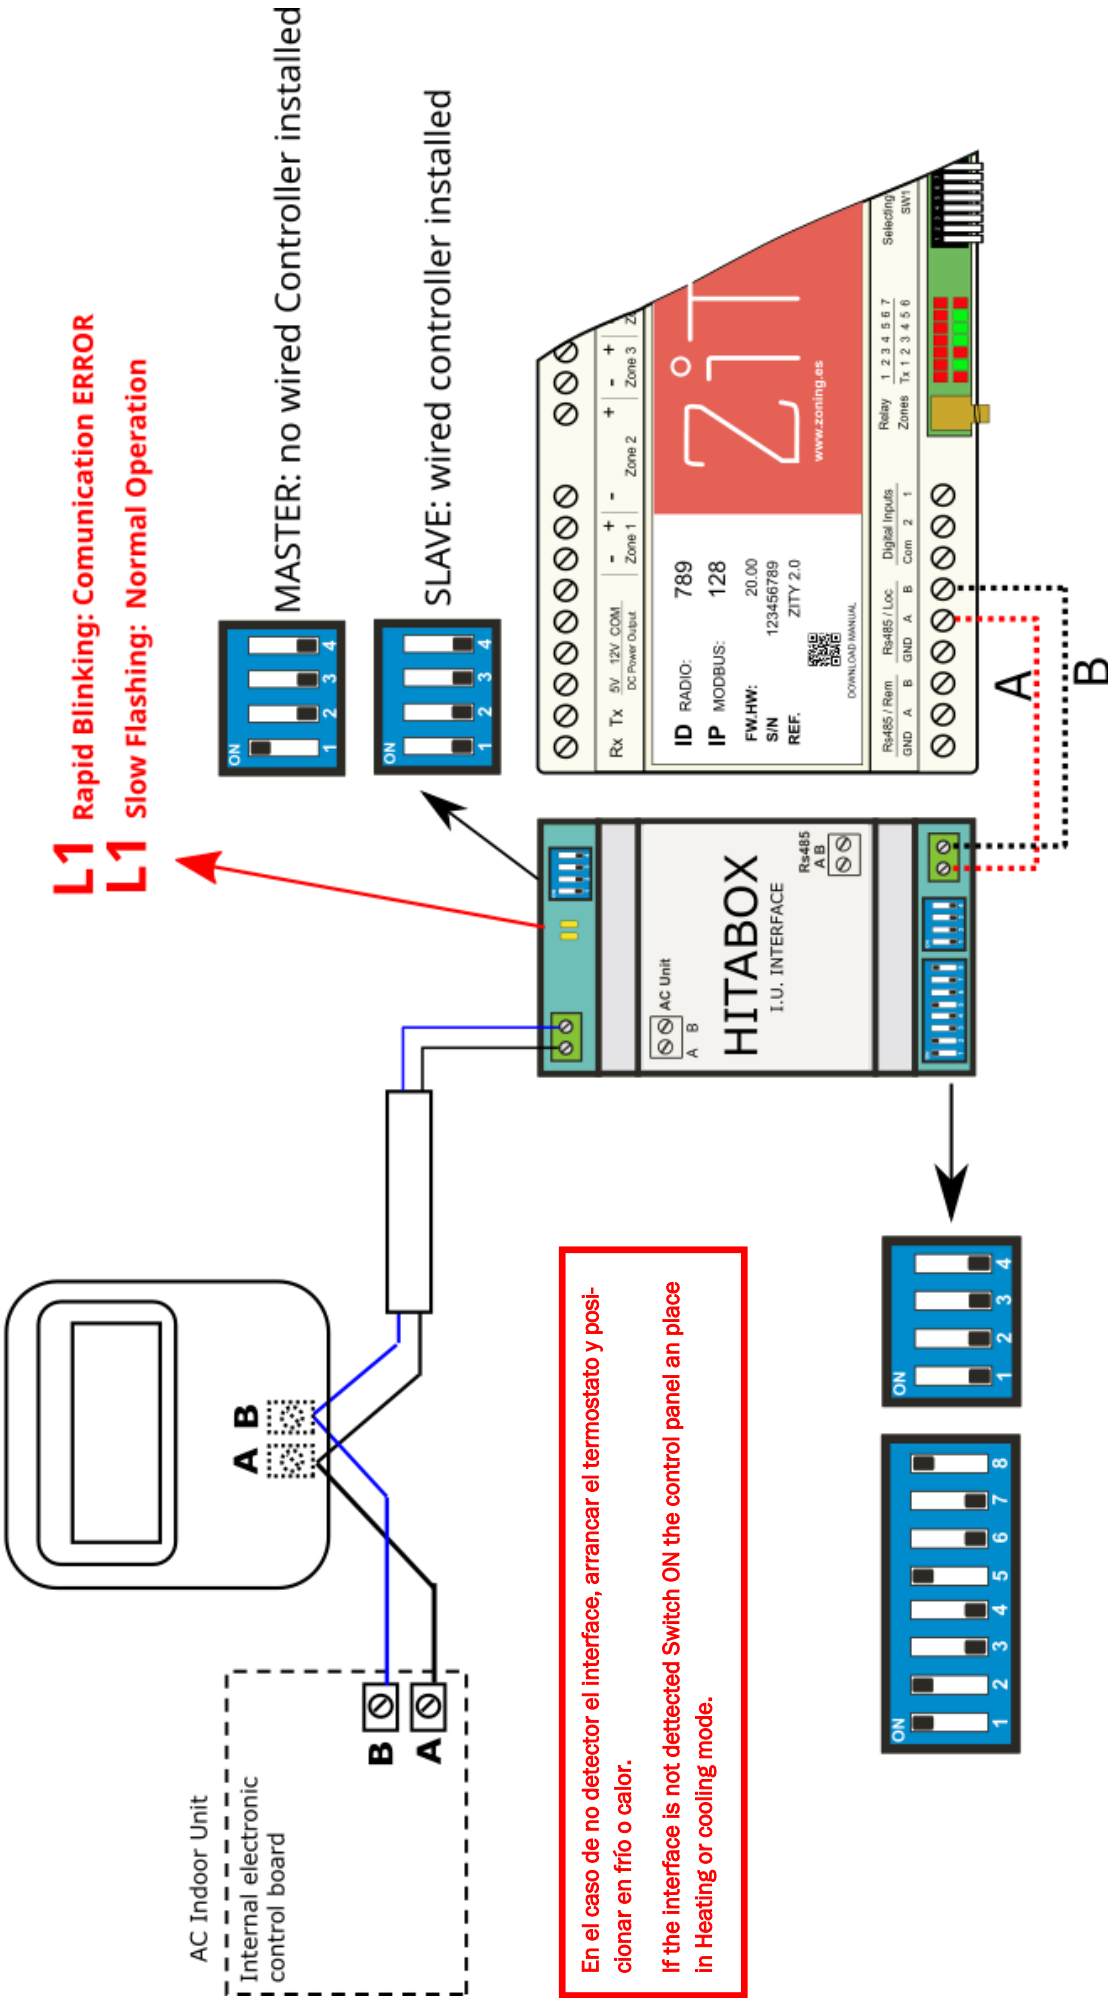 L1 Rapid Blinking: Comunication ERROR
L1 Slow Flashing: Normal Operation
MASTER: no wired Controller installed
ON
1 2 3 4
SLAVE: wired controller installed
ON
1 2 3 4
AC Indoor Unit
Internal electronic
control board
A B
B
A
AC Unit
A B
HITABOX
I.U. INTERFACE
Rs485
A B
Rx Tx 5V 12V COM - + - + - +
DC Power Output Zone 1 Zone 2 Zone 3
ID RADIO: 789
IP MODBUS: 128
FW.HW: 20.00
S/N 123456789
REF. ZITY 2.0
DOWNLOAD MANUAL
ZiT
www.zoning.es
Rs485 / Rem Rs485 / Loc Digital Inputs Relay 1 2 3 4 5 6 7 Selecting
GND A B GND A B Com 2 1 Zones Tx 1 2 3 4 5 6 SW1
A
B
En el caso de no detector el interface, arrancar el termostato y posi-
cionar en frío o calor.
If the interface is not dettected Switch ON the control panel an place
in Heating or cooling mode.
ON
1 2 3 4 5 6 7 8
ON
1 2 3 4